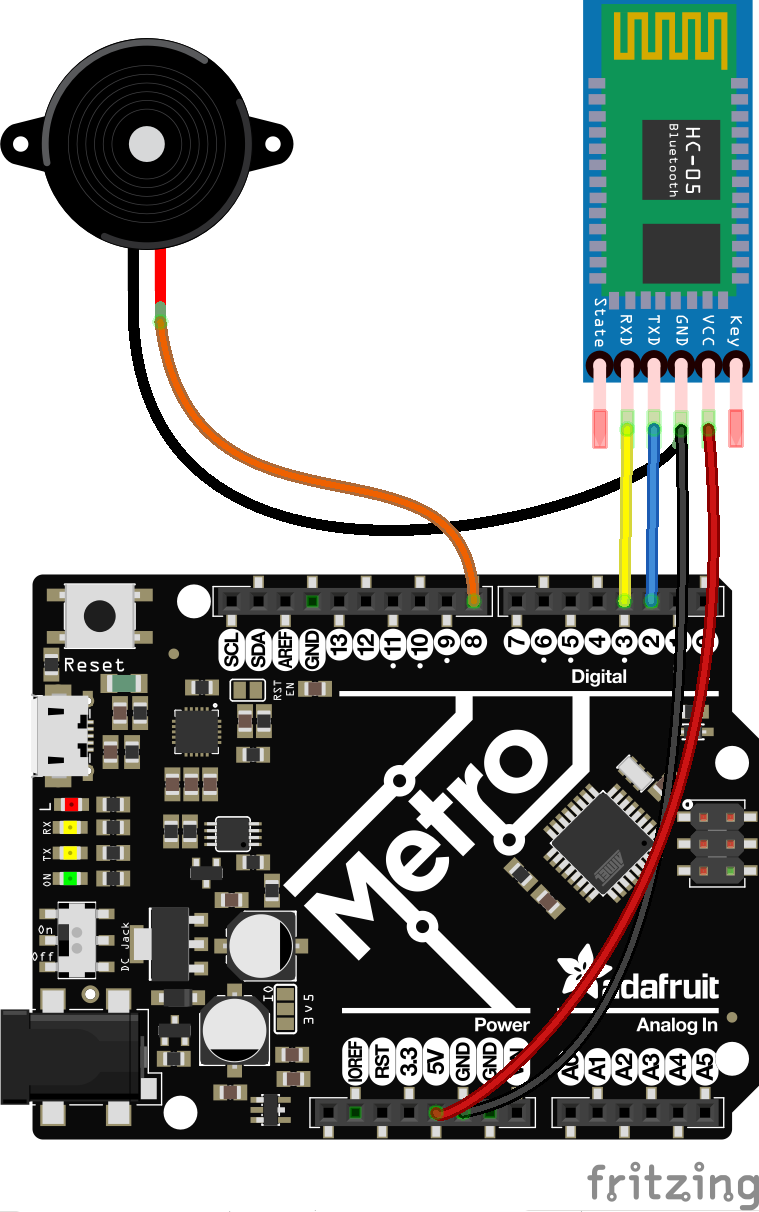 HC-05
Bluetooth
State
RXD
TXD
GND
VCC
Key
SCL
SDA
AREF
GND
13
12
11
10
9
8
7
6
5
4
3
2
Reset
RST
EN
Digital
Metro
L
RX
TX
ON
On
Off
DC Jack
IO
3V5
adafruit
Power
Analog In
IOREF
RST
3.3
5V
GND
GND
A0
A1
A2
A3
A4
A5
fritzing